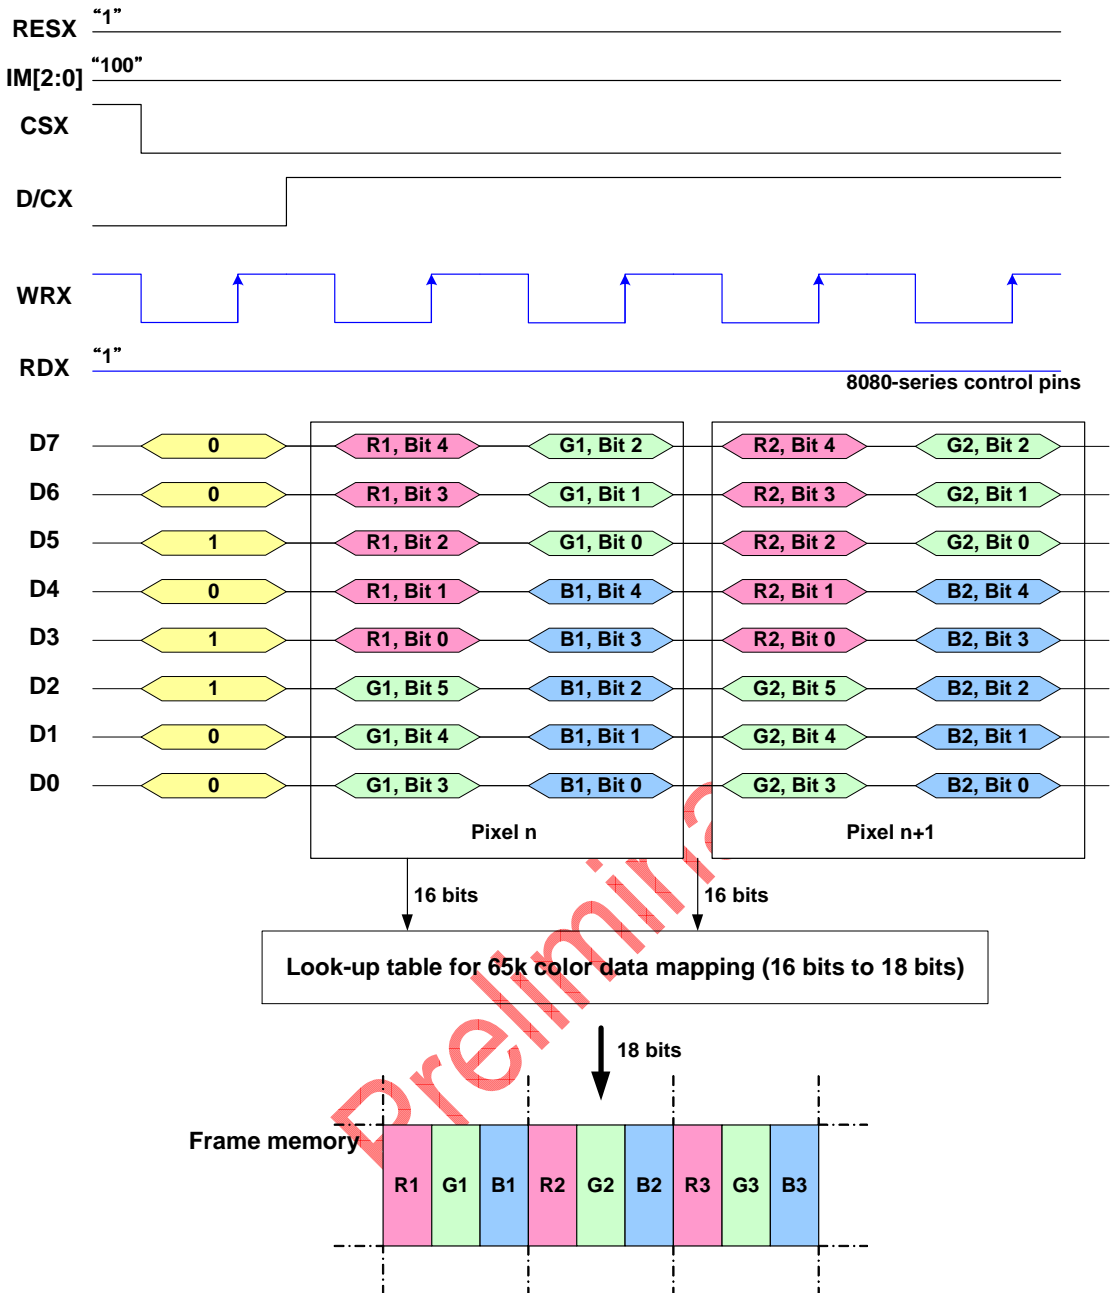 RESX "1"
IM[2:0] "100"
CSX
D/CX
WRX
RDX "1"
8080-series control pins
D7 0 R1, Bit 4 G1, Bit 2 R2, Bit 4 G2, Bit 2
D6 0 R1, Bit 3 G1, Bit 1 R2, Bit 3 G2, Bit 1
D5 1 R1, Bit 2 G1, Bit 0 R2, Bit 2 G2, Bit 0
D4 0 R1, Bit 1 B1, Bit 4 R2, Bit 1 B2, Bit 4
D3 1 R1, Bit 0 B1, Bit 3 R2, Bit 0 B2, Bit 3
D2 1 G1, Bit 5 B1, Bit 2 G2, Bit 5 B2, Bit 2
D1 0 G1, Bit 4 B1, Bit 1 G2, Bit 4 B2, Bit 1
D0 0 G1, Bit 3 B1, Bit 0 G2, Bit 3 B2, Bit 0
Pixel n Pixel n+1
16 bits 16 bits
Look-up table for 65k color data mapping (16 bits to 18 bits)
18 bits
Frame memory
R1 G1 B1 R2 G2 B2 R3 G3 B3